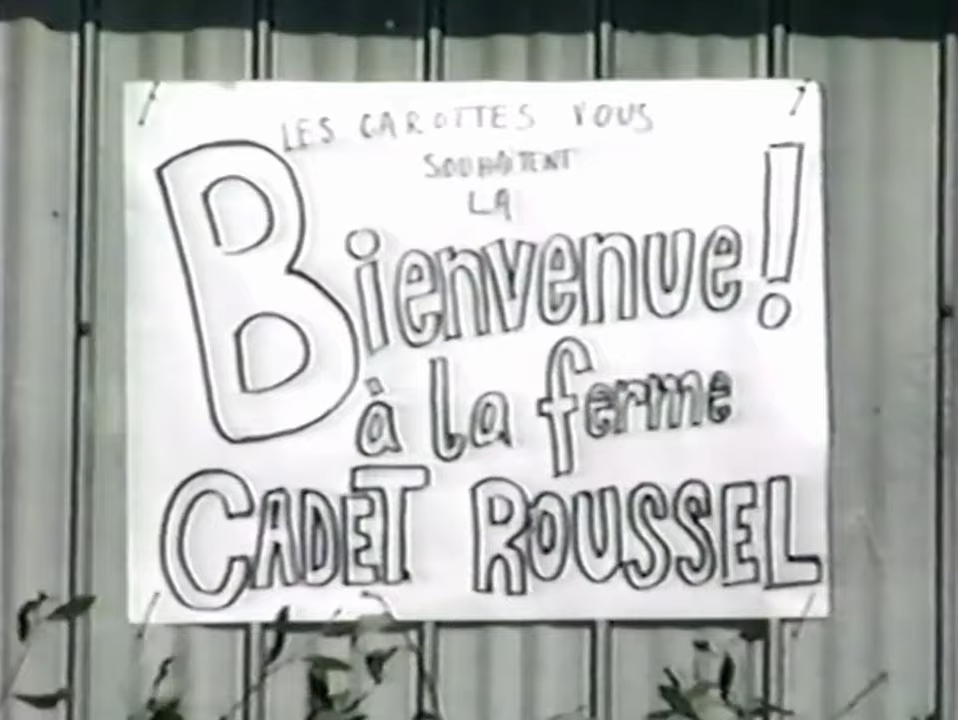 LES CAROTTES VOUS
SOUHAITENT
LA
Bienvenue!
à la ferme
CADET ROUSSEL